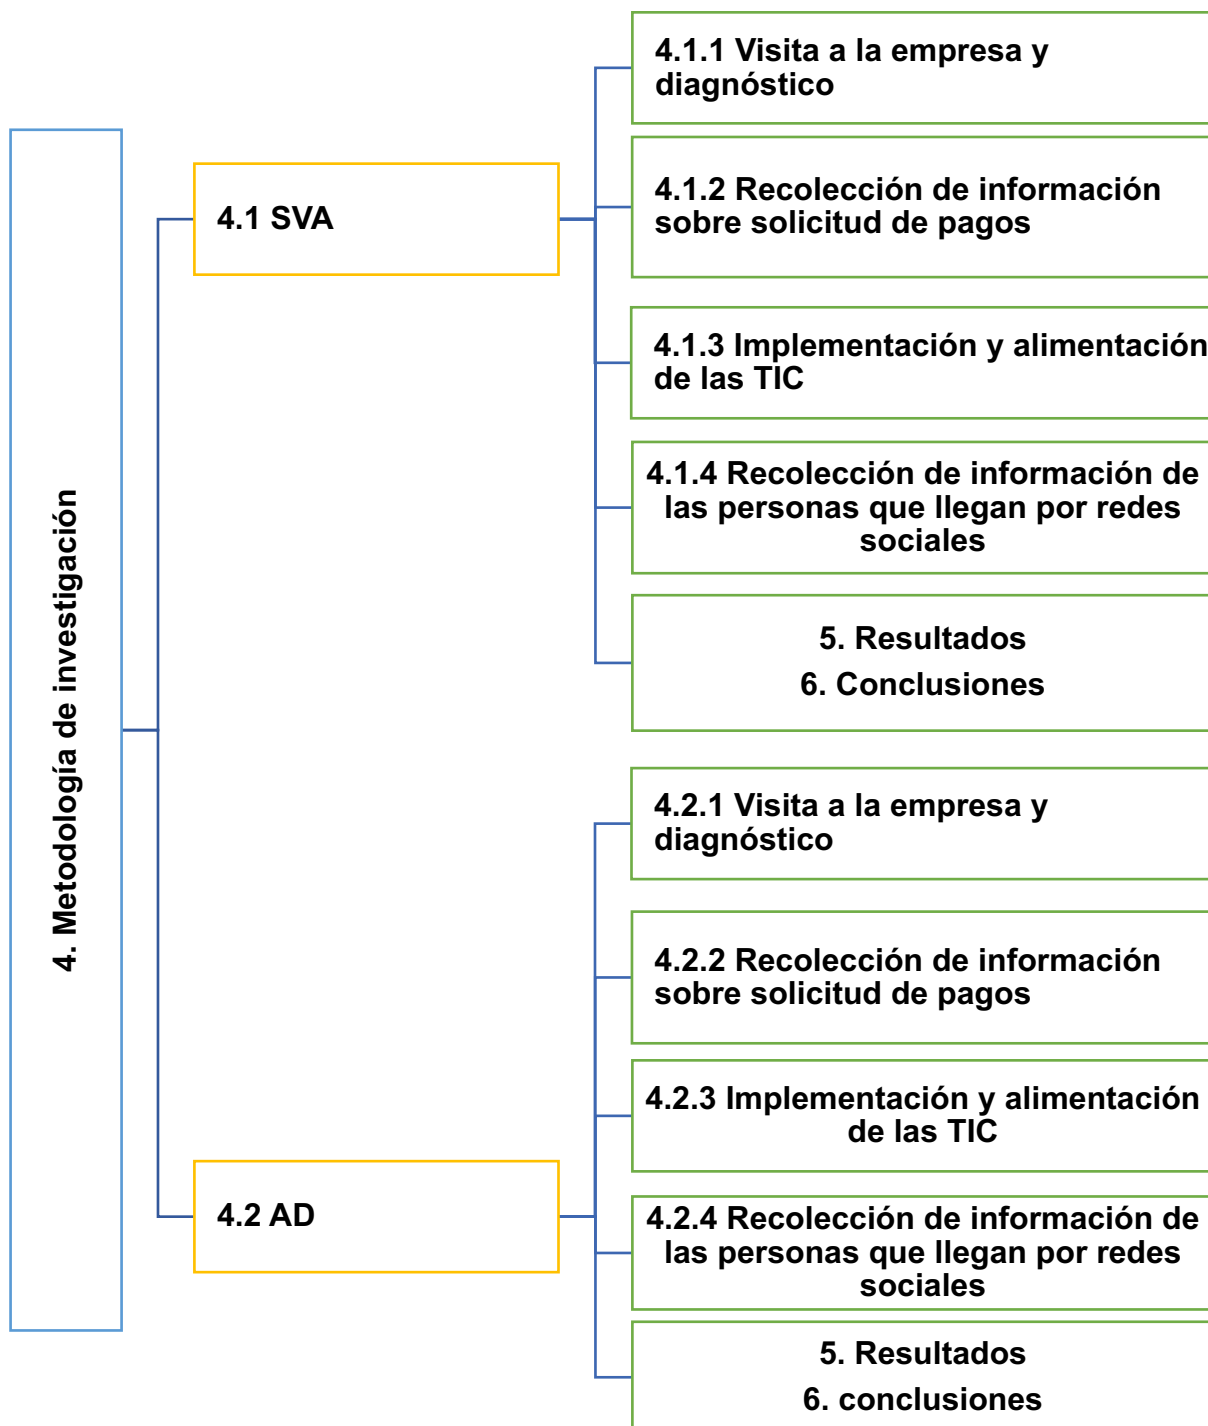 4. Metodología de investigación
4.1 SVA
4.1.1 Visita a la empresa y
diagnóstico
4.1.2 Recolección de información
sobre solicitud de pagos
4.1.3 Implementación y alimentación
de las TIC
4.1.4 Recolección de información de
las personas que llegan por redes
sociales
5. Resultados
6. Conclusiones
4.2 AD
4.2.1 Visita a la empresa y
diagnóstico
4.2.2 Recolección de información
sobre solicitud de pagos
4.2.3 Implementación y alimentación
de las TIC
4.2.4 Recolección de información de
las personas que llegan por redes
sociales
5. Resultados
6. conclusiones